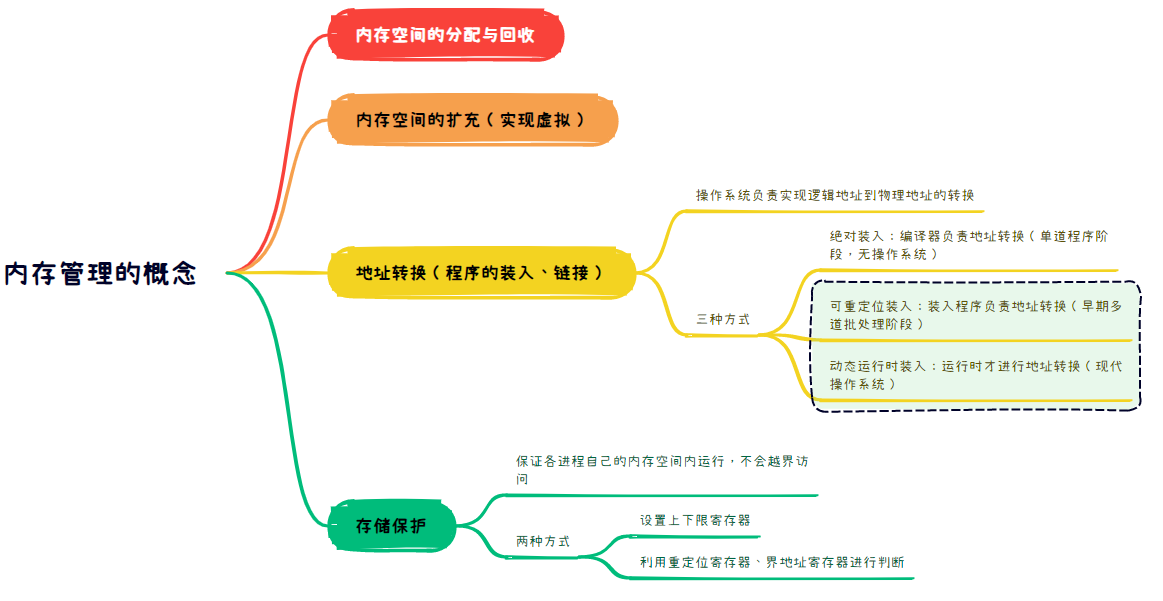 内存管理的概念
内存空间的分配与回收
内存空间的扩充（实现虚拟）
地址转换（程序的装入、链接）
操作系统负责实现逻辑地址到物理地址的转换
三种方式
绝对装入：编译器负责地址转换（单道程序阶
段，无操作系统）
可重定位装入：装入程序负责地址转换（早期多
道批处理阶段）
动态运行时装入：运行时才进行地址转换（现代
操作系统）
存储保护
保证各进程自己的内存空间内运行，不会越界访
问
两种方式
设置上下限寄存器
利用重定位寄存器、界地址寄存器进行判断